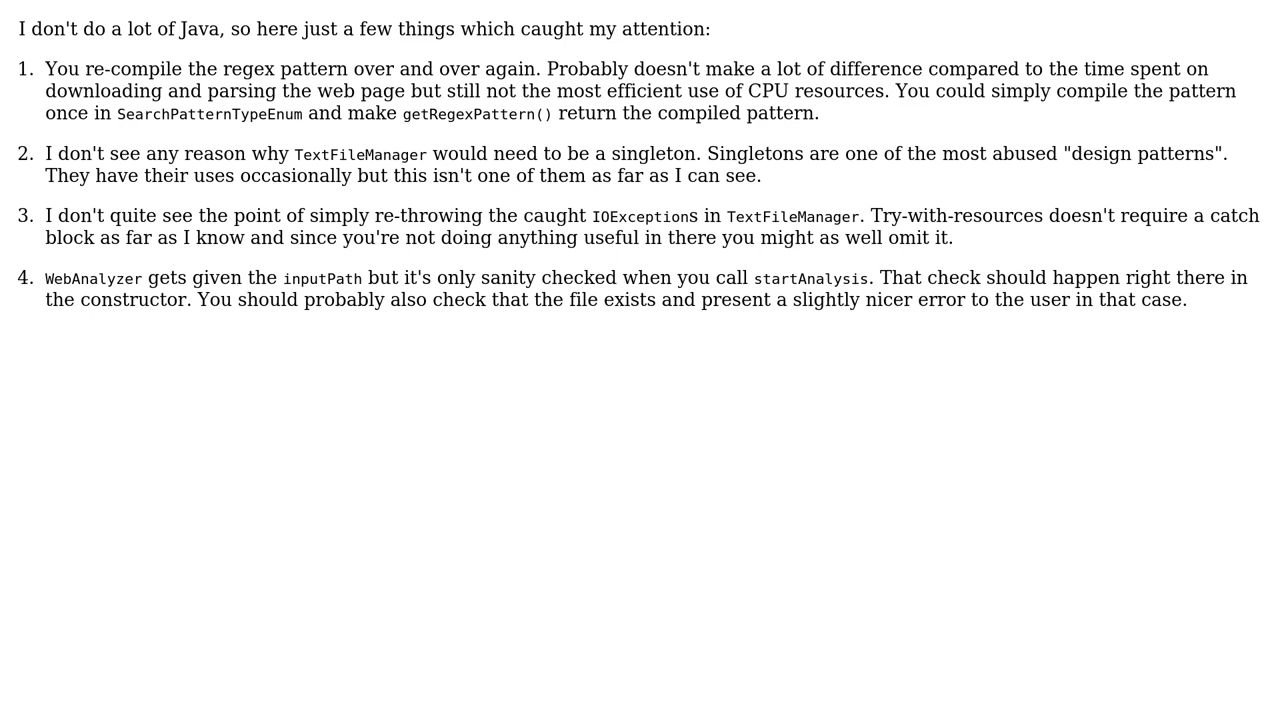 I don't do a lot of Java, so here just a few things which caught my attention:
1. You re-compile the regex pattern over and over again. Probably doesn't make a lot of difference compared to the time spent on
downloading and parsing the web page but still not the most efficient use of CPU resources. You could simply compile the pattern
once in SearchPatternTypeEnum and make getRegexPattern() return the compiled pattern.
2. I don't see any reason why TextFileManager would need to be a singleton. Singletons are one of the most abused "design patterns".
They have their uses occasionally but this isn't one of them as far as I can see.
3. I don't quite see the point of simply re-throwing the caught IOExceptions in TextFileManager. Try-with-resources doesn't require a catch
block as far as I know and since you're not doing anything useful in there you might as well omit it.
4. WebAnalyzer gets given the inputPath but it's only sanity checked when you call startAnalysis. That check should happen right there in
the constructor. You should probably also check that the file exists and present a slightly nicer error to the user in that case.